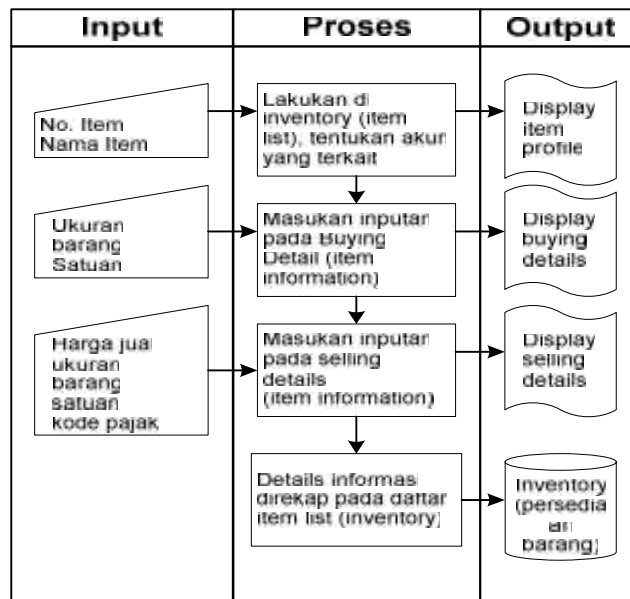 Input
Proses
Output
No. Item
Nama Item
Lakukan di
inventory (item
list), tentukan akun
yang terkait
Display
item
profile
Ukuran
barang
Satuan
Masukan inputan
pada Buying
Detail (item
information)
Display
buying
details
Harga jual
ukuran
barang
satuan
kode pajak
Masukan inputan
pada selling
details
(item information)
Display
selling
details
Details informasi
direkap pada daftar
item list (inventory)
Inventory
(persedia
an
barang)